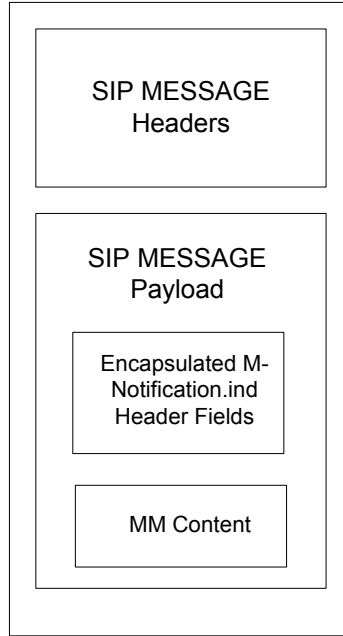 SIP MESSAGE
Headers
SIP MESSAGE
Payload
Encapsulated M-
Notification.ind
Header Fields
MM Content